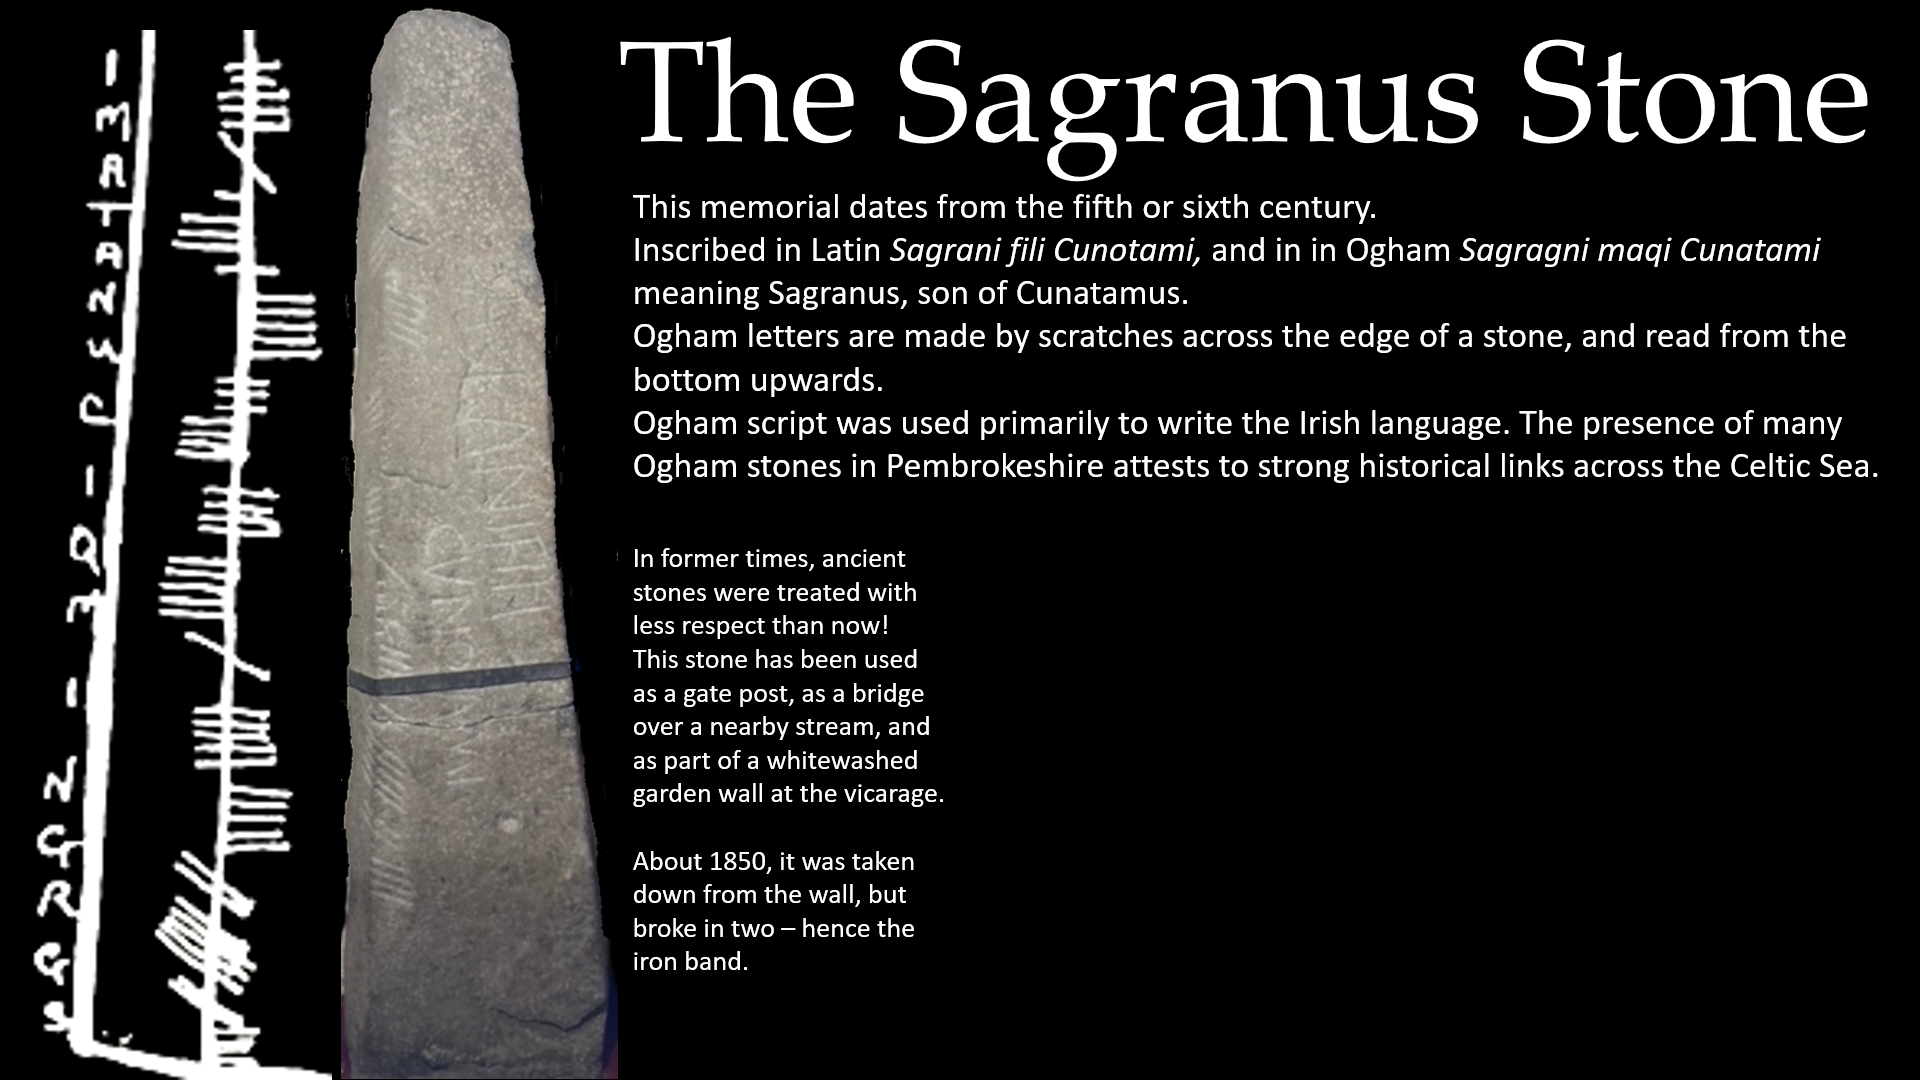 The Sagranus Stone
This memorial dates from the fifth or sixth century.
Inscribed in Latin Sagrani fili Cunotami, and in in Ogham Sagragni maqi Cunatami
meaning Sagranus, son of Cunatamus.
Ogham letters are made by scratches across the edge of a stone, and read from the
bottom upwards.
Ogham script was used primarily to write the Irish language. The presence of many
Ogham stones in Pembrokeshire attests to strong historical links across the Celtic Sea.
In former times, ancient
stones were treated with
less respect than now!
This stone has been used
as a gate post, as a bridge
over a nearby stream, and
as part of a whitewashed
garden wall at the vicarage.
About 1850, it was taken
down from the wall, but
broke in two – hence the
iron band.